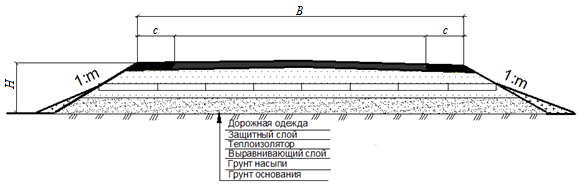 B
c
c
H
1:m
1:m
Дорожная одежда
Защитный слой
Теплоизолятор
Выравнивающий слой
Грунт насыпи
Грунт основания